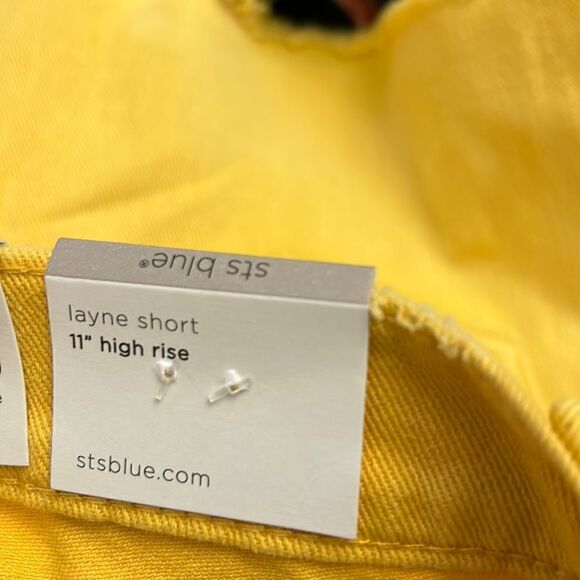 sts blue®
layne short
11" high rise
stsblue.com
e